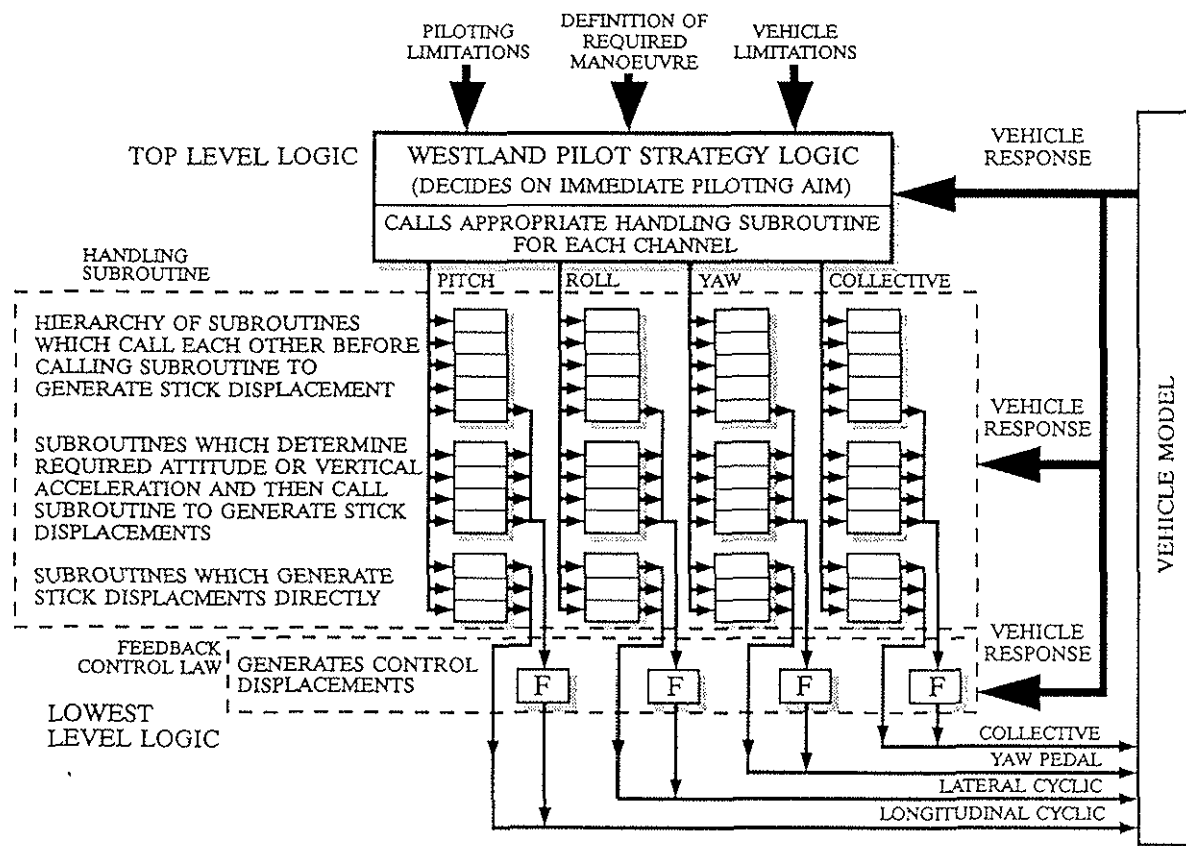 PILOTING
LIMITATIONS
DEFINITION OF
REQUIRED
MANOEUVRE
VEHICLE
LIMITATIONS
TOP LEVEL LOGIC
WESTLAND PILOT STRATEGY LOGIC
(DECIDES ON IMMEDIATE PILOTING AIM)
CALLS APPROPRIATE HANDLING SUBROUTINE
FOR EACH CHANNEL
VEHICLE
RESPONSE
HANDLING
SUBROUTINE
PITCH
ROLL
YAW
COLLECTIVE
HIERARCHY OF SUBROUTINES
WHICH CALL EACH OTHER BEFORE
CALLING SUBROUTINE TO
GENERATE STICK DISPLACEMENT
SUBROUTINES WHICH DETERMINE
REQUIRED ATTITUDE OR VERTICAL
ACCELERATION AND THEN CALL
SUBROUTINE TO GENERATE STICK
DISPLACEMENTS
SUBROUTINES WHICH GENERATE
STICK DISPLACMENTS DIRECTLY
VEHICLE
RESPONSE
VEHICLE MODEL
FEEDBACK
CONTROL LAW
GENERATES CONTROL
DISPLACEMENTS
F
F
F
F
VEHICLE
RESPONSE
LOWEST
LEVEL LOGIC
COLLECTIVE
YAW PEDAL
LATERAL CYCLIC
LONGITUDINAL CYCLIC